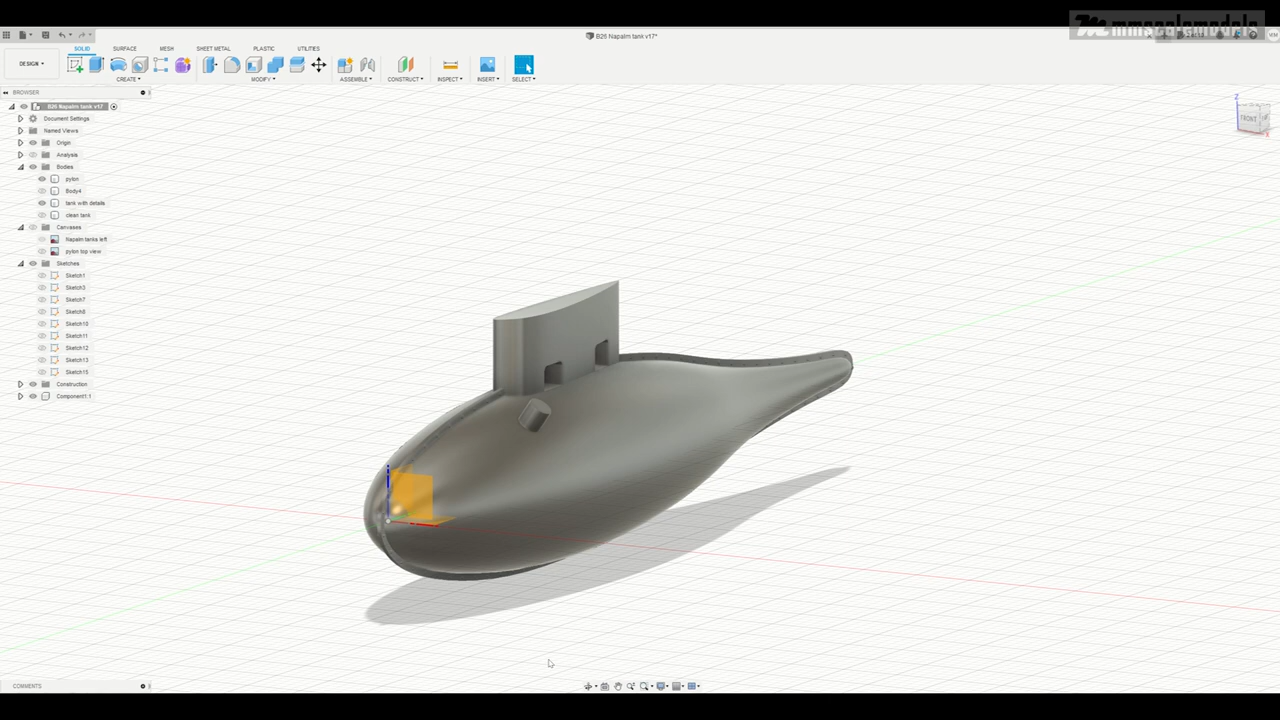 mmscalemodels
B26 Napalm tank v17*
SOLID SURFACE MESH SHEET METAL PLASTIC UTILITIES
DESIGN
CREATE MODIFY ASSEMBLE CONSTRUCT INSPECT INSERT SELECT
BROWSER
B26 Napalm tank v17
Document Settings
Named Views
Origin
Analysis
Bodies
pylon
Body4
tank with details
clean tank
Canvases
Napalm tanks left
pylon top view
Sketches
Sketch1
Sketch3
Sketch7
Sketch8
Sketch10
Sketch11
Sketch12
Sketch13
Sketch15
Construction
Component1:1
Z
FRONT
COMMENTS